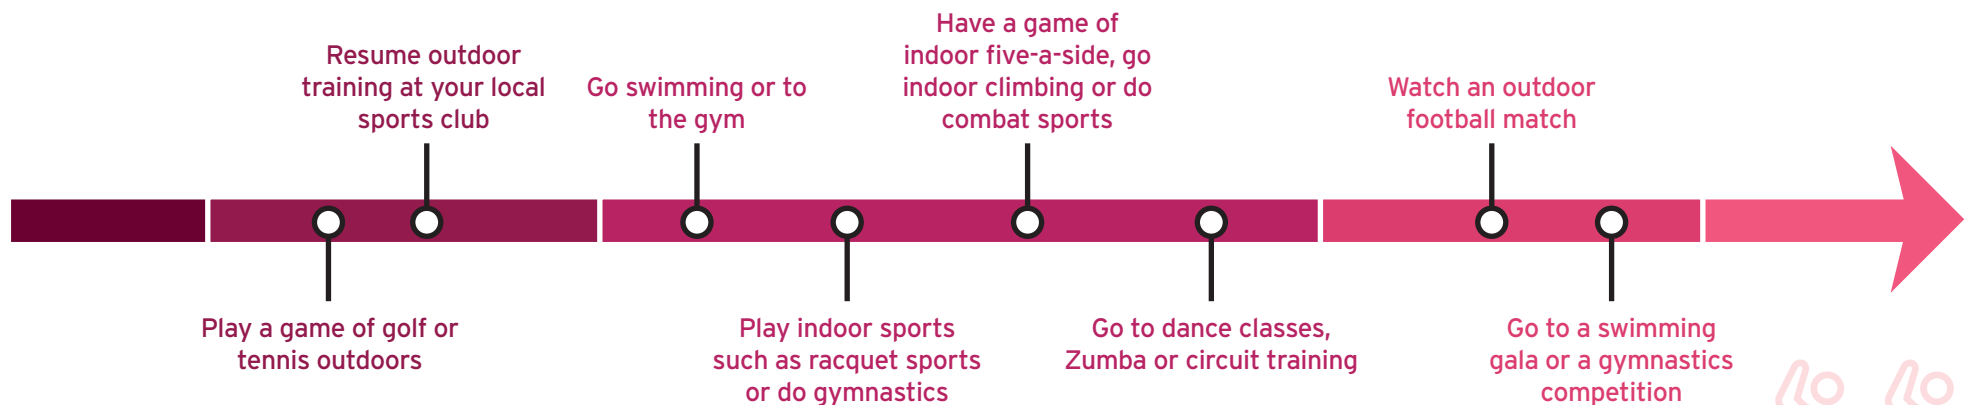 Resume outdoor
training at your local
sports club
Go swimming or to
the gym
Have a game of
indoor five-a-side, go
indoor climbing or do
combat sports
Watch an outdoor
football match
Play a game of golf or
tennis outdoors
Play indoor sports
such as racquet sports
or do gymnastics
Go to dance classes,
Zumba or circuit training
Go to a swimming
gala or a gymnastics
competition